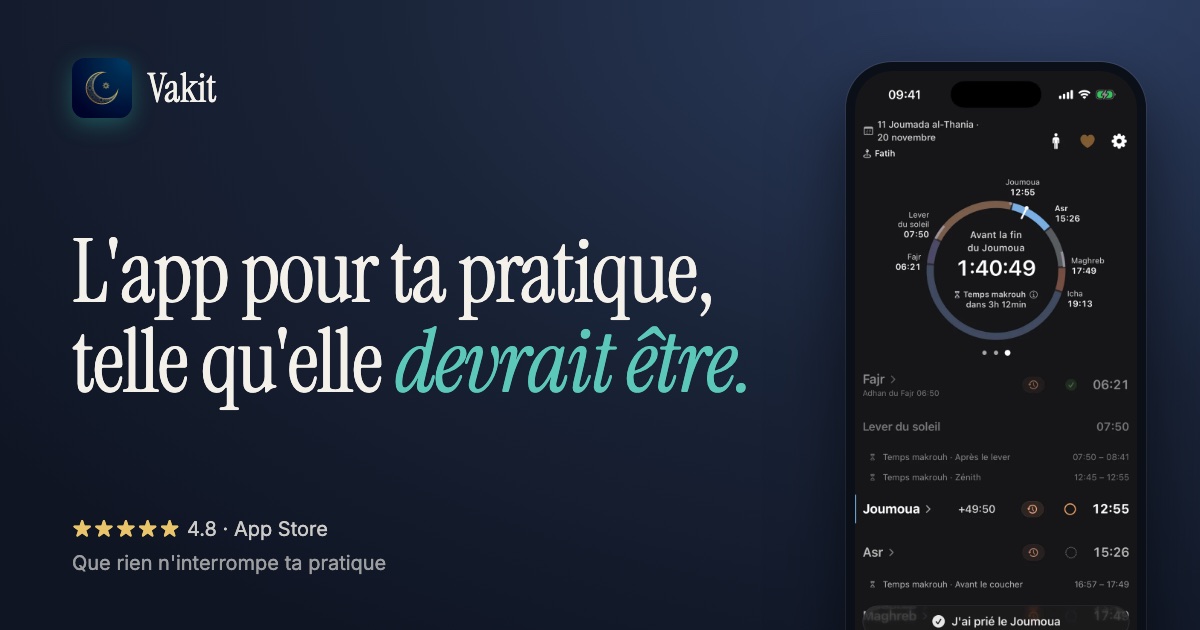 Vakit
L'app pour ta pratique,
telle qu'elle devrait être.
4.8 · App Store
Que rien n'interrompe ta pratique
09:41
11 Joumada al-Thania ·
20 novembre
Fatih
Joumoua
12:55
Asr
15:26
Lever
du soleil
07:50
Avant la fin
du Joumoua
1:40:49
Fajr
06:21
Maghreb
17:49
Temps makrouh
dans 3h 12min
Icha
19:13
Fajr 06:21
Adhan du Fajr 06:50
Lever du soleil 07:50
Temps makrouh · Après le lever 07:50 – 08:41
Temps makrouh · Zénith 12:45 – 12:55
Joumoua +49:50 12:55
Asr 15:26
Temps makrouh · Avant le coucher 16:57 – 17:49
Maghreb 17:49
J'ai prié le Joumoua